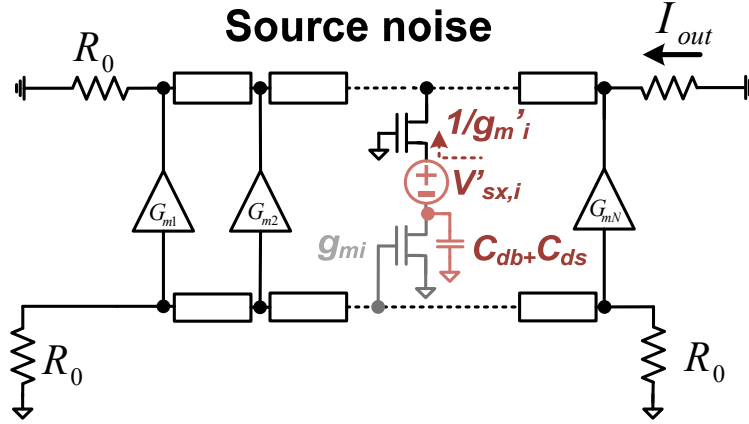 Source noise
R0
Iout
1/gm'i
V'sx,i
Gm1
Gm2
gmi
Cdb+Cds
GmN
R0
R0